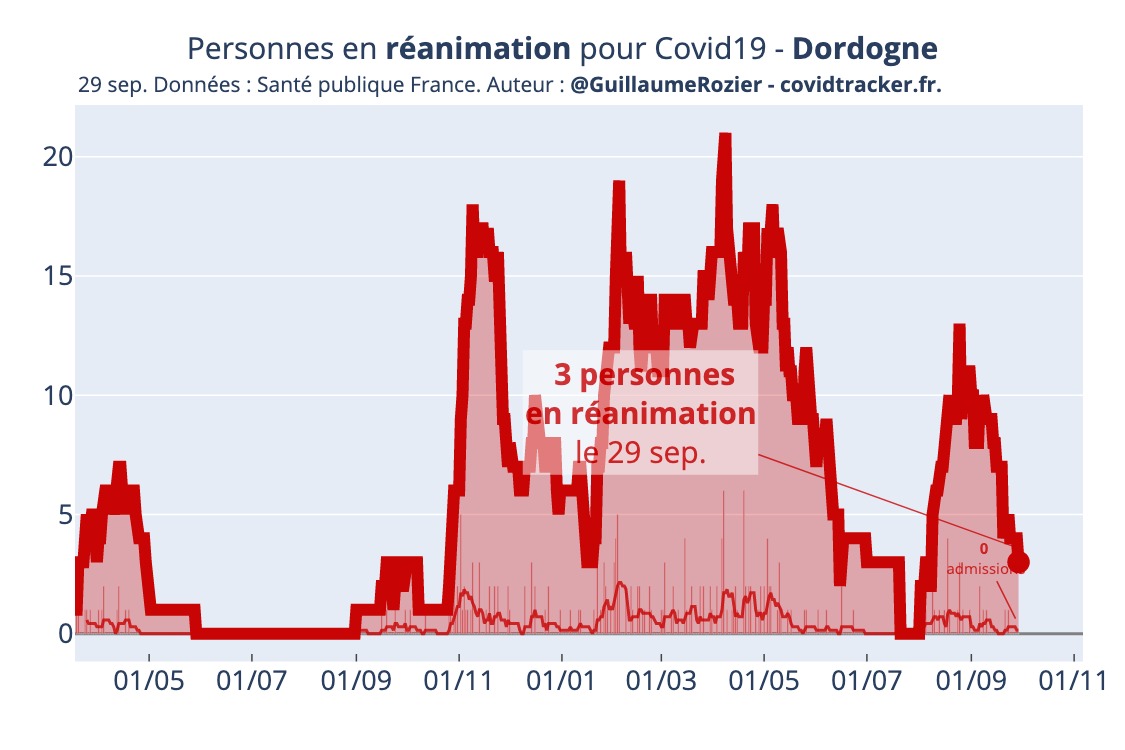 Personnes en réanimation pour Covid19 - Dordogne
29 sep. Données : Santé publique France. Auteur : @GuillaumeRozier - covidtracker.fr.
20
15
10
5
0
3 personnes
en réanimation
le 29 sep.
0
admissions
01/05 01/07 01/09 01/11 01/01 01/03 01/05 01/07 01/09 01/11